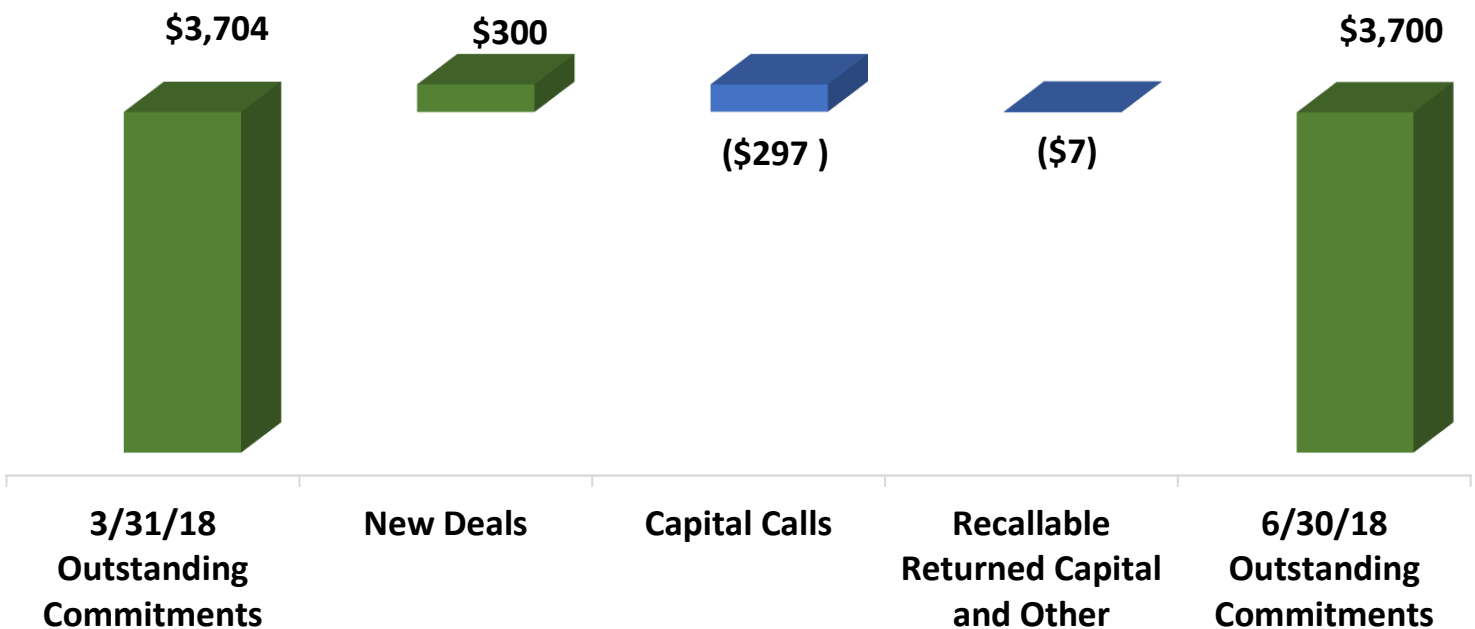 $3,704
$300
($297 )
($7)
$3,700
3/31/18
Outstanding
Commitments
New Deals
Capital Calls
Recallable
Returned Capital
and Other
6/30/18
Outstanding
Commitments